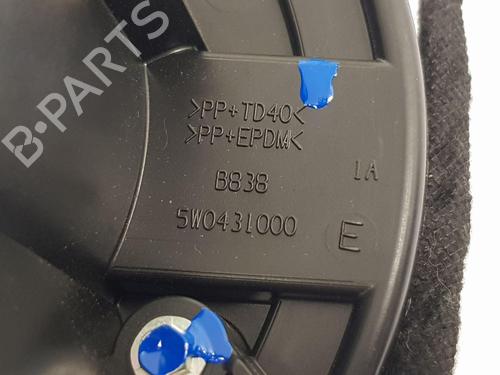 B-PARTS
>PP+TD40<
>PP+EPDM<
B838
1A
5W0431000
E